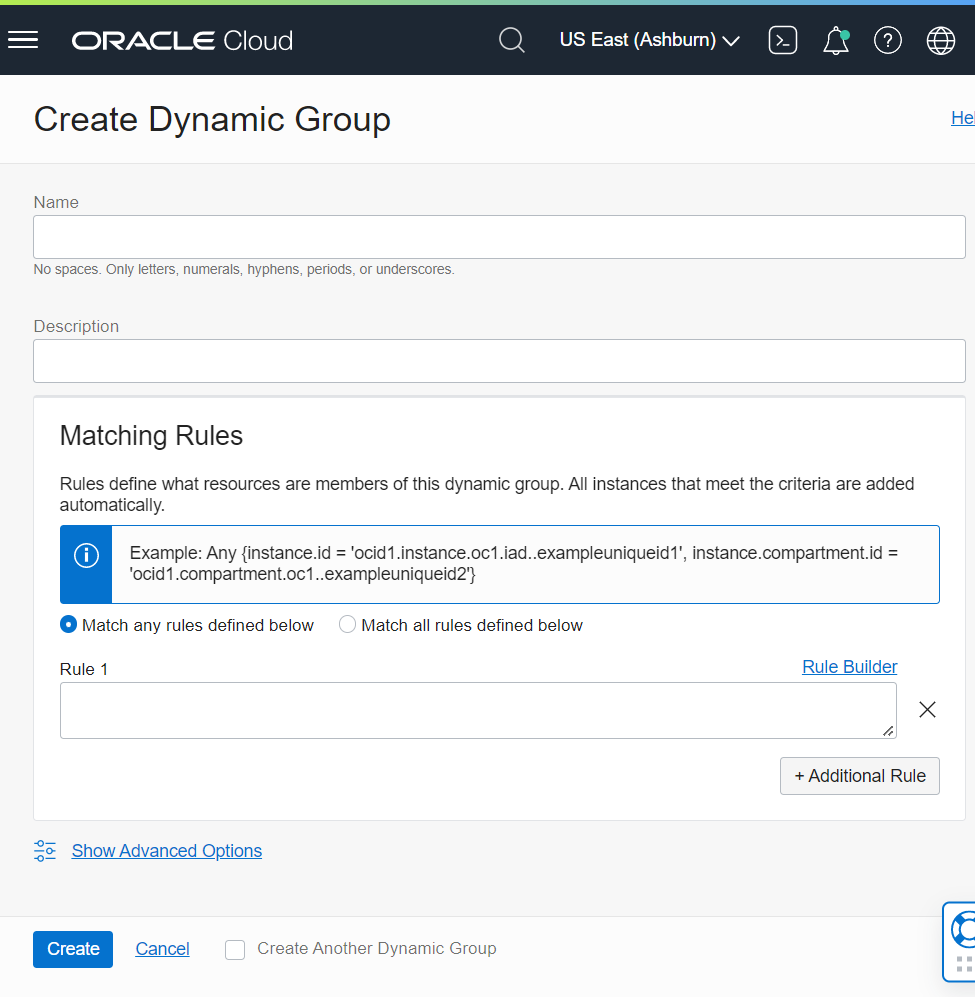 ORACLE Cloud
US East (Ashburn)
Create Dynamic Group
Hel
Name
No spaces. Only letters, numerals, hyphens, periods, or underscores.
Description
Matching Rules
Rules define what resources are members of this dynamic group. All instances that meet the criteria are added
automatically.
Example: Any {instance.id = 'ocid1.instance.oc1.iad..exampleuniqueid1', instance.compartment.id =
'ocid1.compartment.oc1..exampleuniqueid2'}
Match any rules defined below Match all rules defined below
Rule 1 Rule Builder
+ Additional Rule
Show Advanced Options
Create Cancel Create Another Dynamic Group